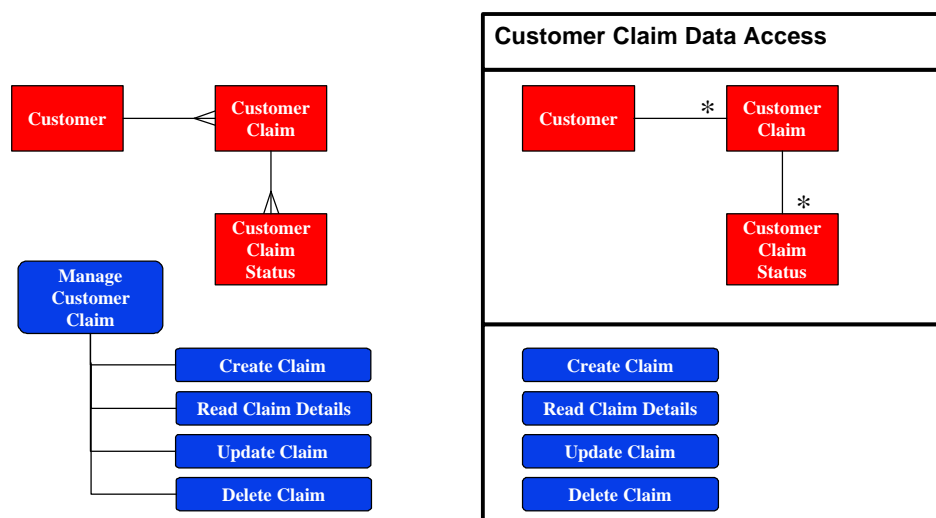 Customer Claim Data Access
Customer
Customer
Claim
Customer
Claim
Status
Manage
Customer
Claim
Create Claim
Read Claim Details
Update Claim
Delete Claim
Customer
*
Customer
Claim
*
Customer
Claim
Status
Create Claim
Read Claim Details
Update Claim
Delete Claim